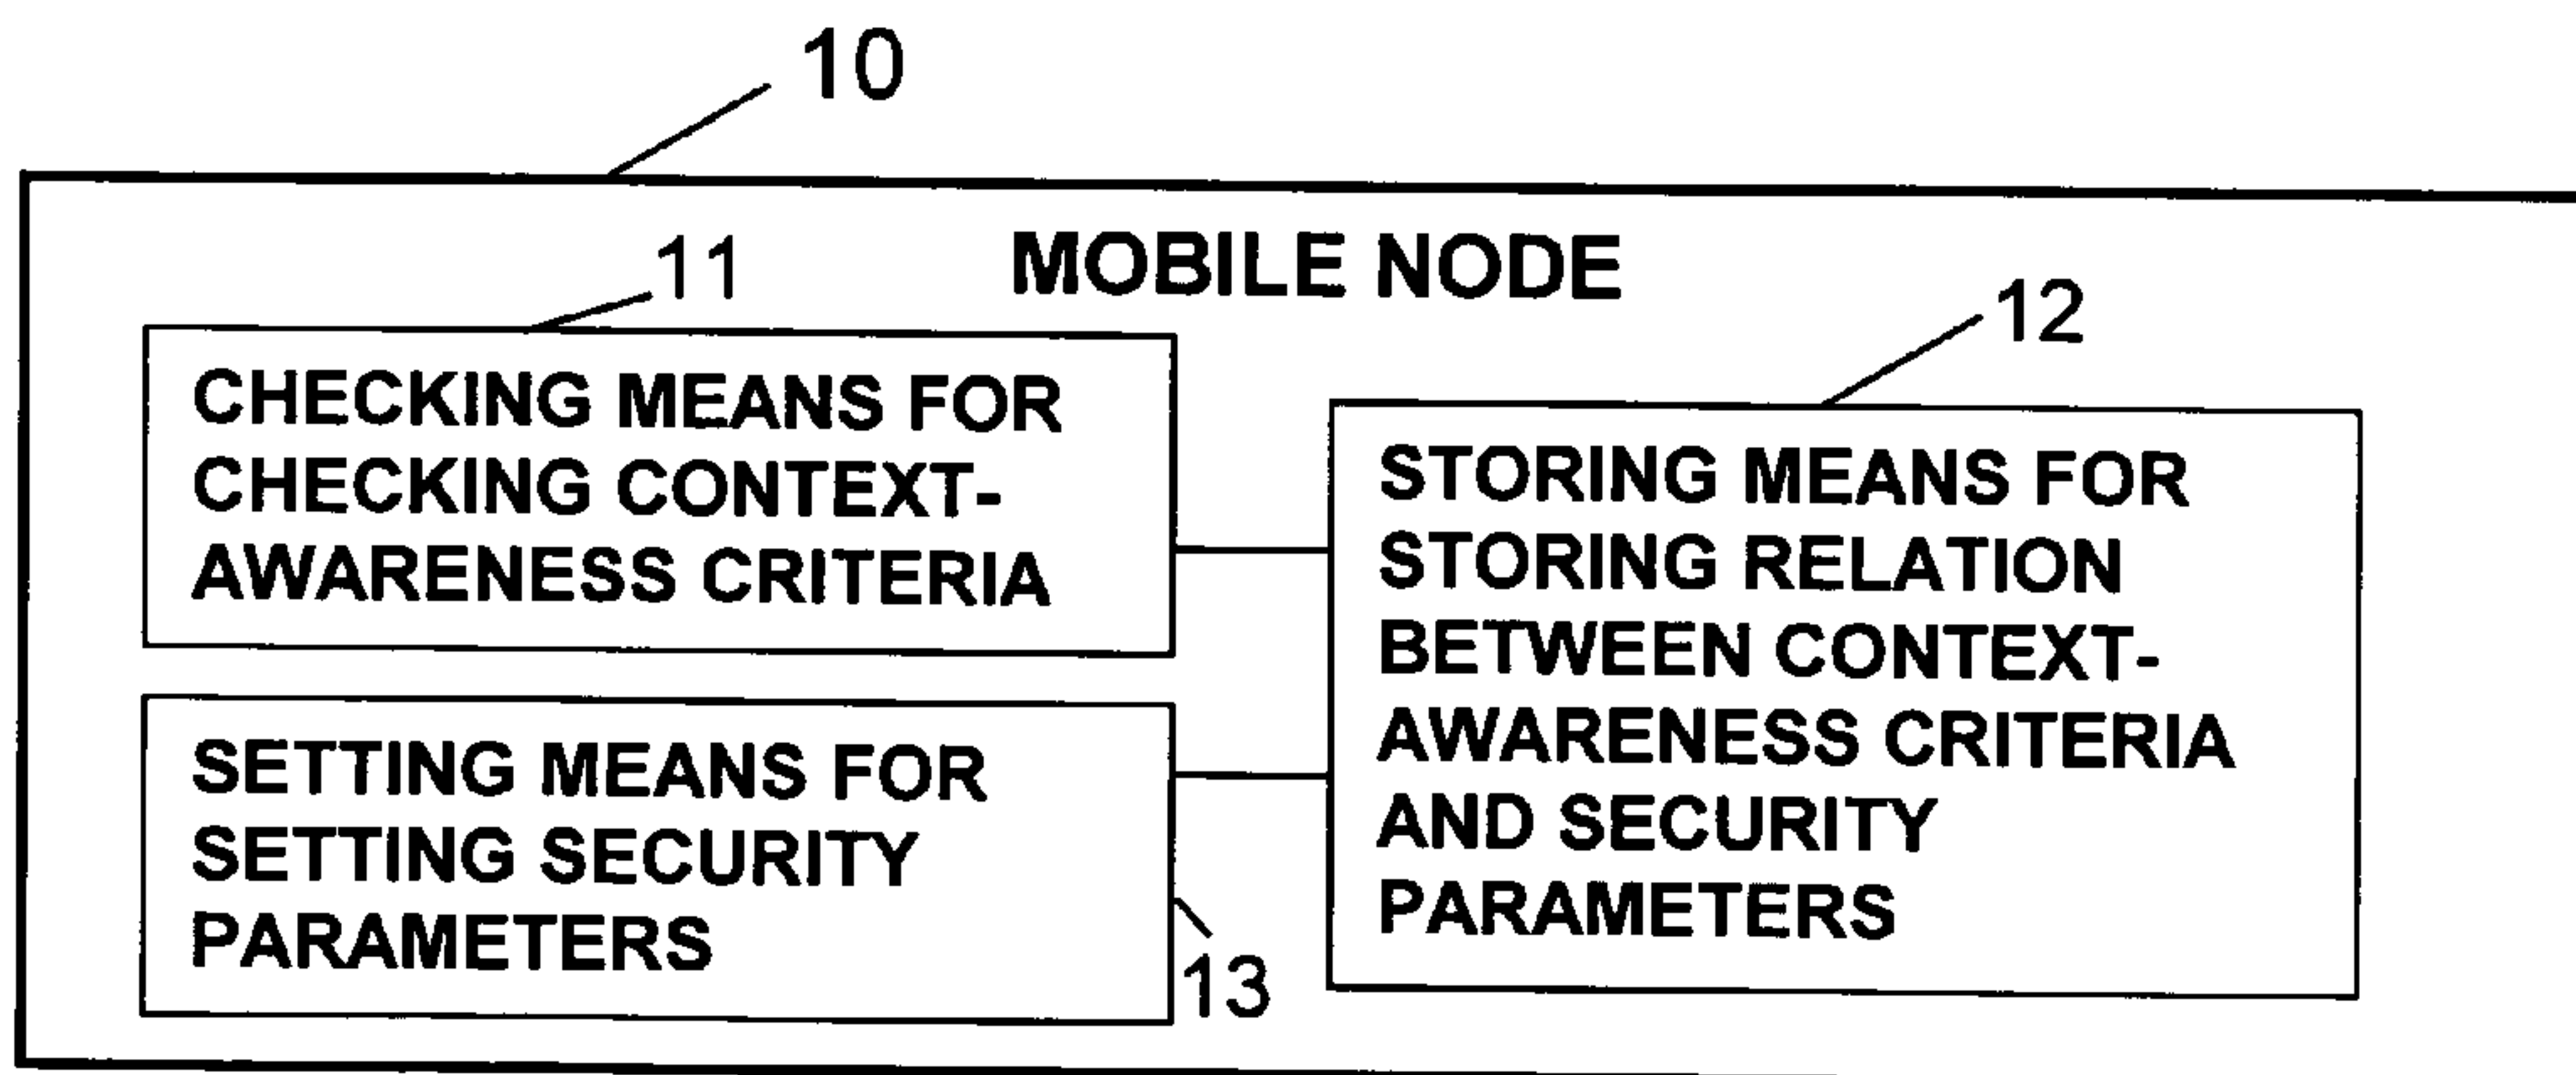 10
MOBILE NODE
11
CHECKING MEANS FOR
CHECKING CONTEXT-
AWARENESS CRITERIA
12
STORING MEANS FOR
STORING RELATION
BETWEEN CONTEXT-
AWARENESS CRITERIA
AND SECURITY
PARAMETERS
SETTING MEANS FOR
SETTING SECURITY
PARAMETERS
13